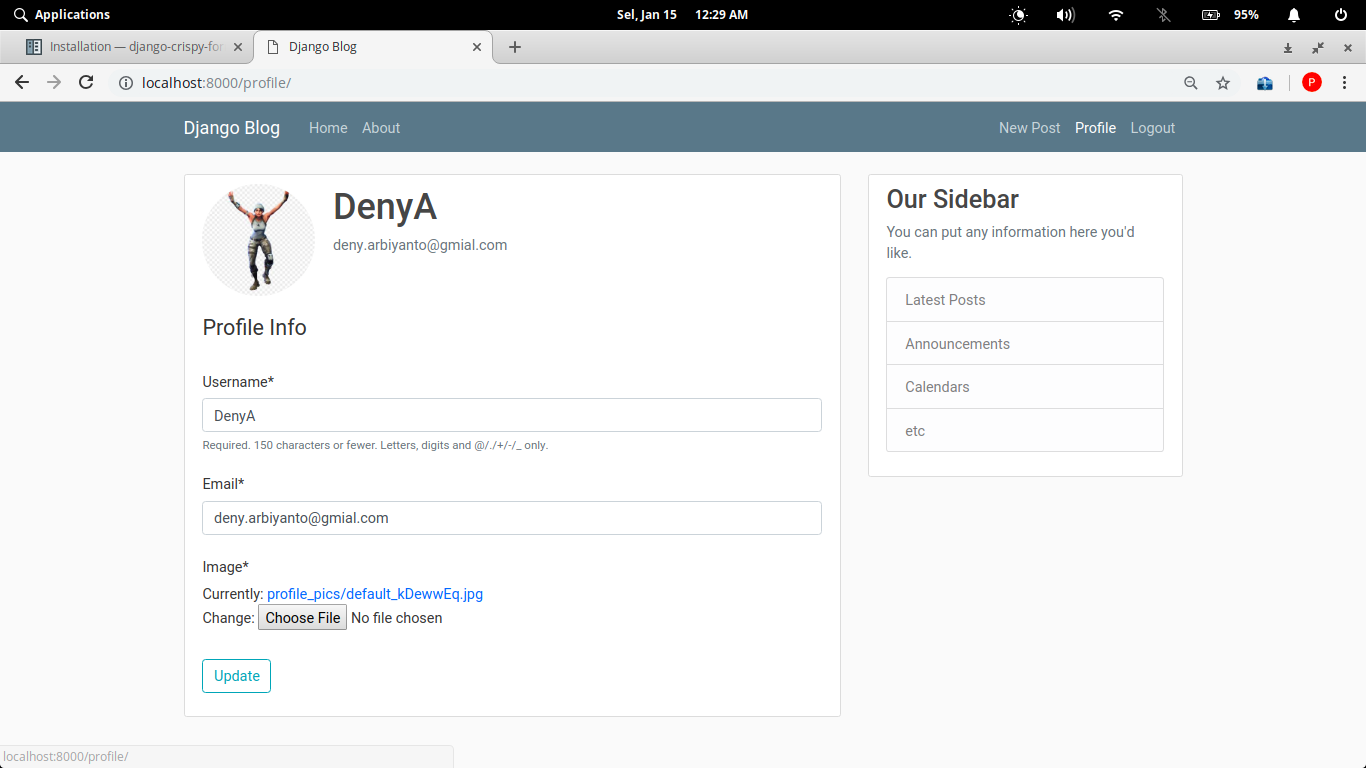 Applications
Sel, Jan 15 12:29 AM
95%
Installation — django-crispy-for
Django Blog
localhost:8000/profile/
P
Django Blog
Home
About
New Post
Profile
Logout
DenyA
deny.arbiyanto@gmial.com
Profile Info
Username*
DenyA
Required. 150 characters or fewer. Letters, digits and @/./+/-/_ only.
Email*
deny.arbiyanto@gmial.com
Image*
Currently: profile_pics/default_kDewwEq.jpg
Change: Choose File No file chosen
Update
Our Sidebar
You can put any information here you'd
like.
Latest Posts
Announcements
Calendars
etc
localhost:8000/profile/